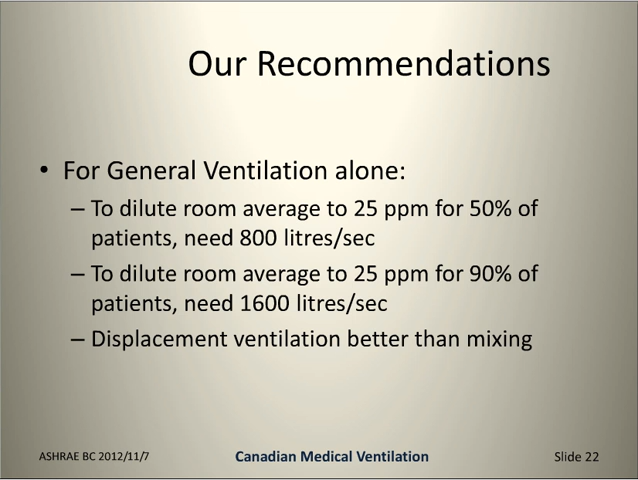 Our Recommendations
• For General Ventilation alone:
– To dilute room average to 25 ppm for 50% of
patients, need 800 litres/sec
– To dilute room average to 25 ppm for 90% of
patients, need 1600 litres/sec
– Displacement ventilation better than mixing
ASHRAE BC 2012/11/7
Canadian Medical Ventilation
Slide 22